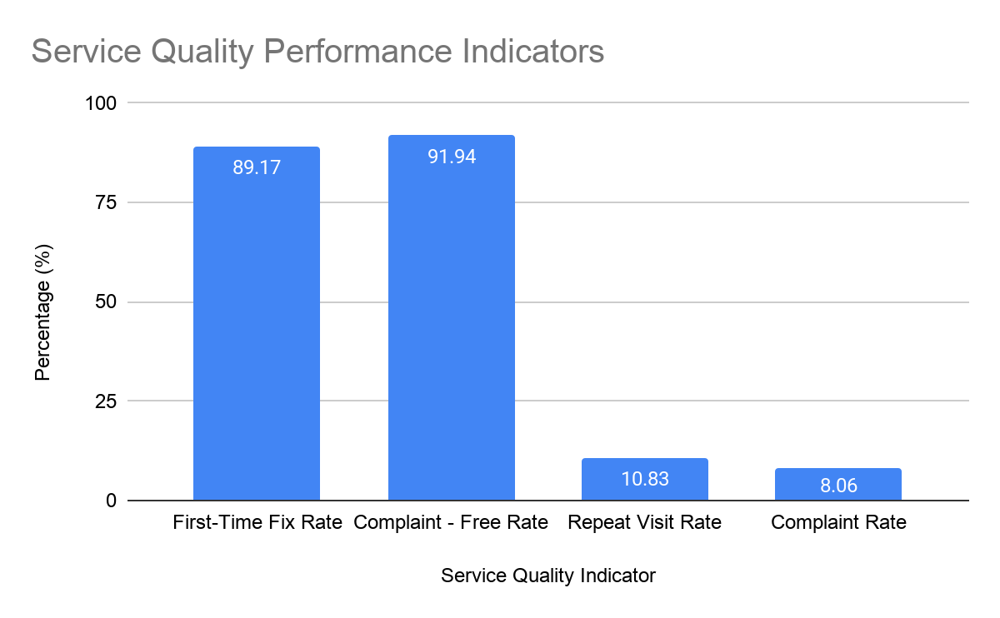 Service Quality Performance Indicators
100
75
50
25
0
Percentage (%)
89.17
91.94
10.83
8.06
First-Time Fix Rate
Complaint - Free Rate
Repeat Visit Rate
Complaint Rate
Service Quality Indicator